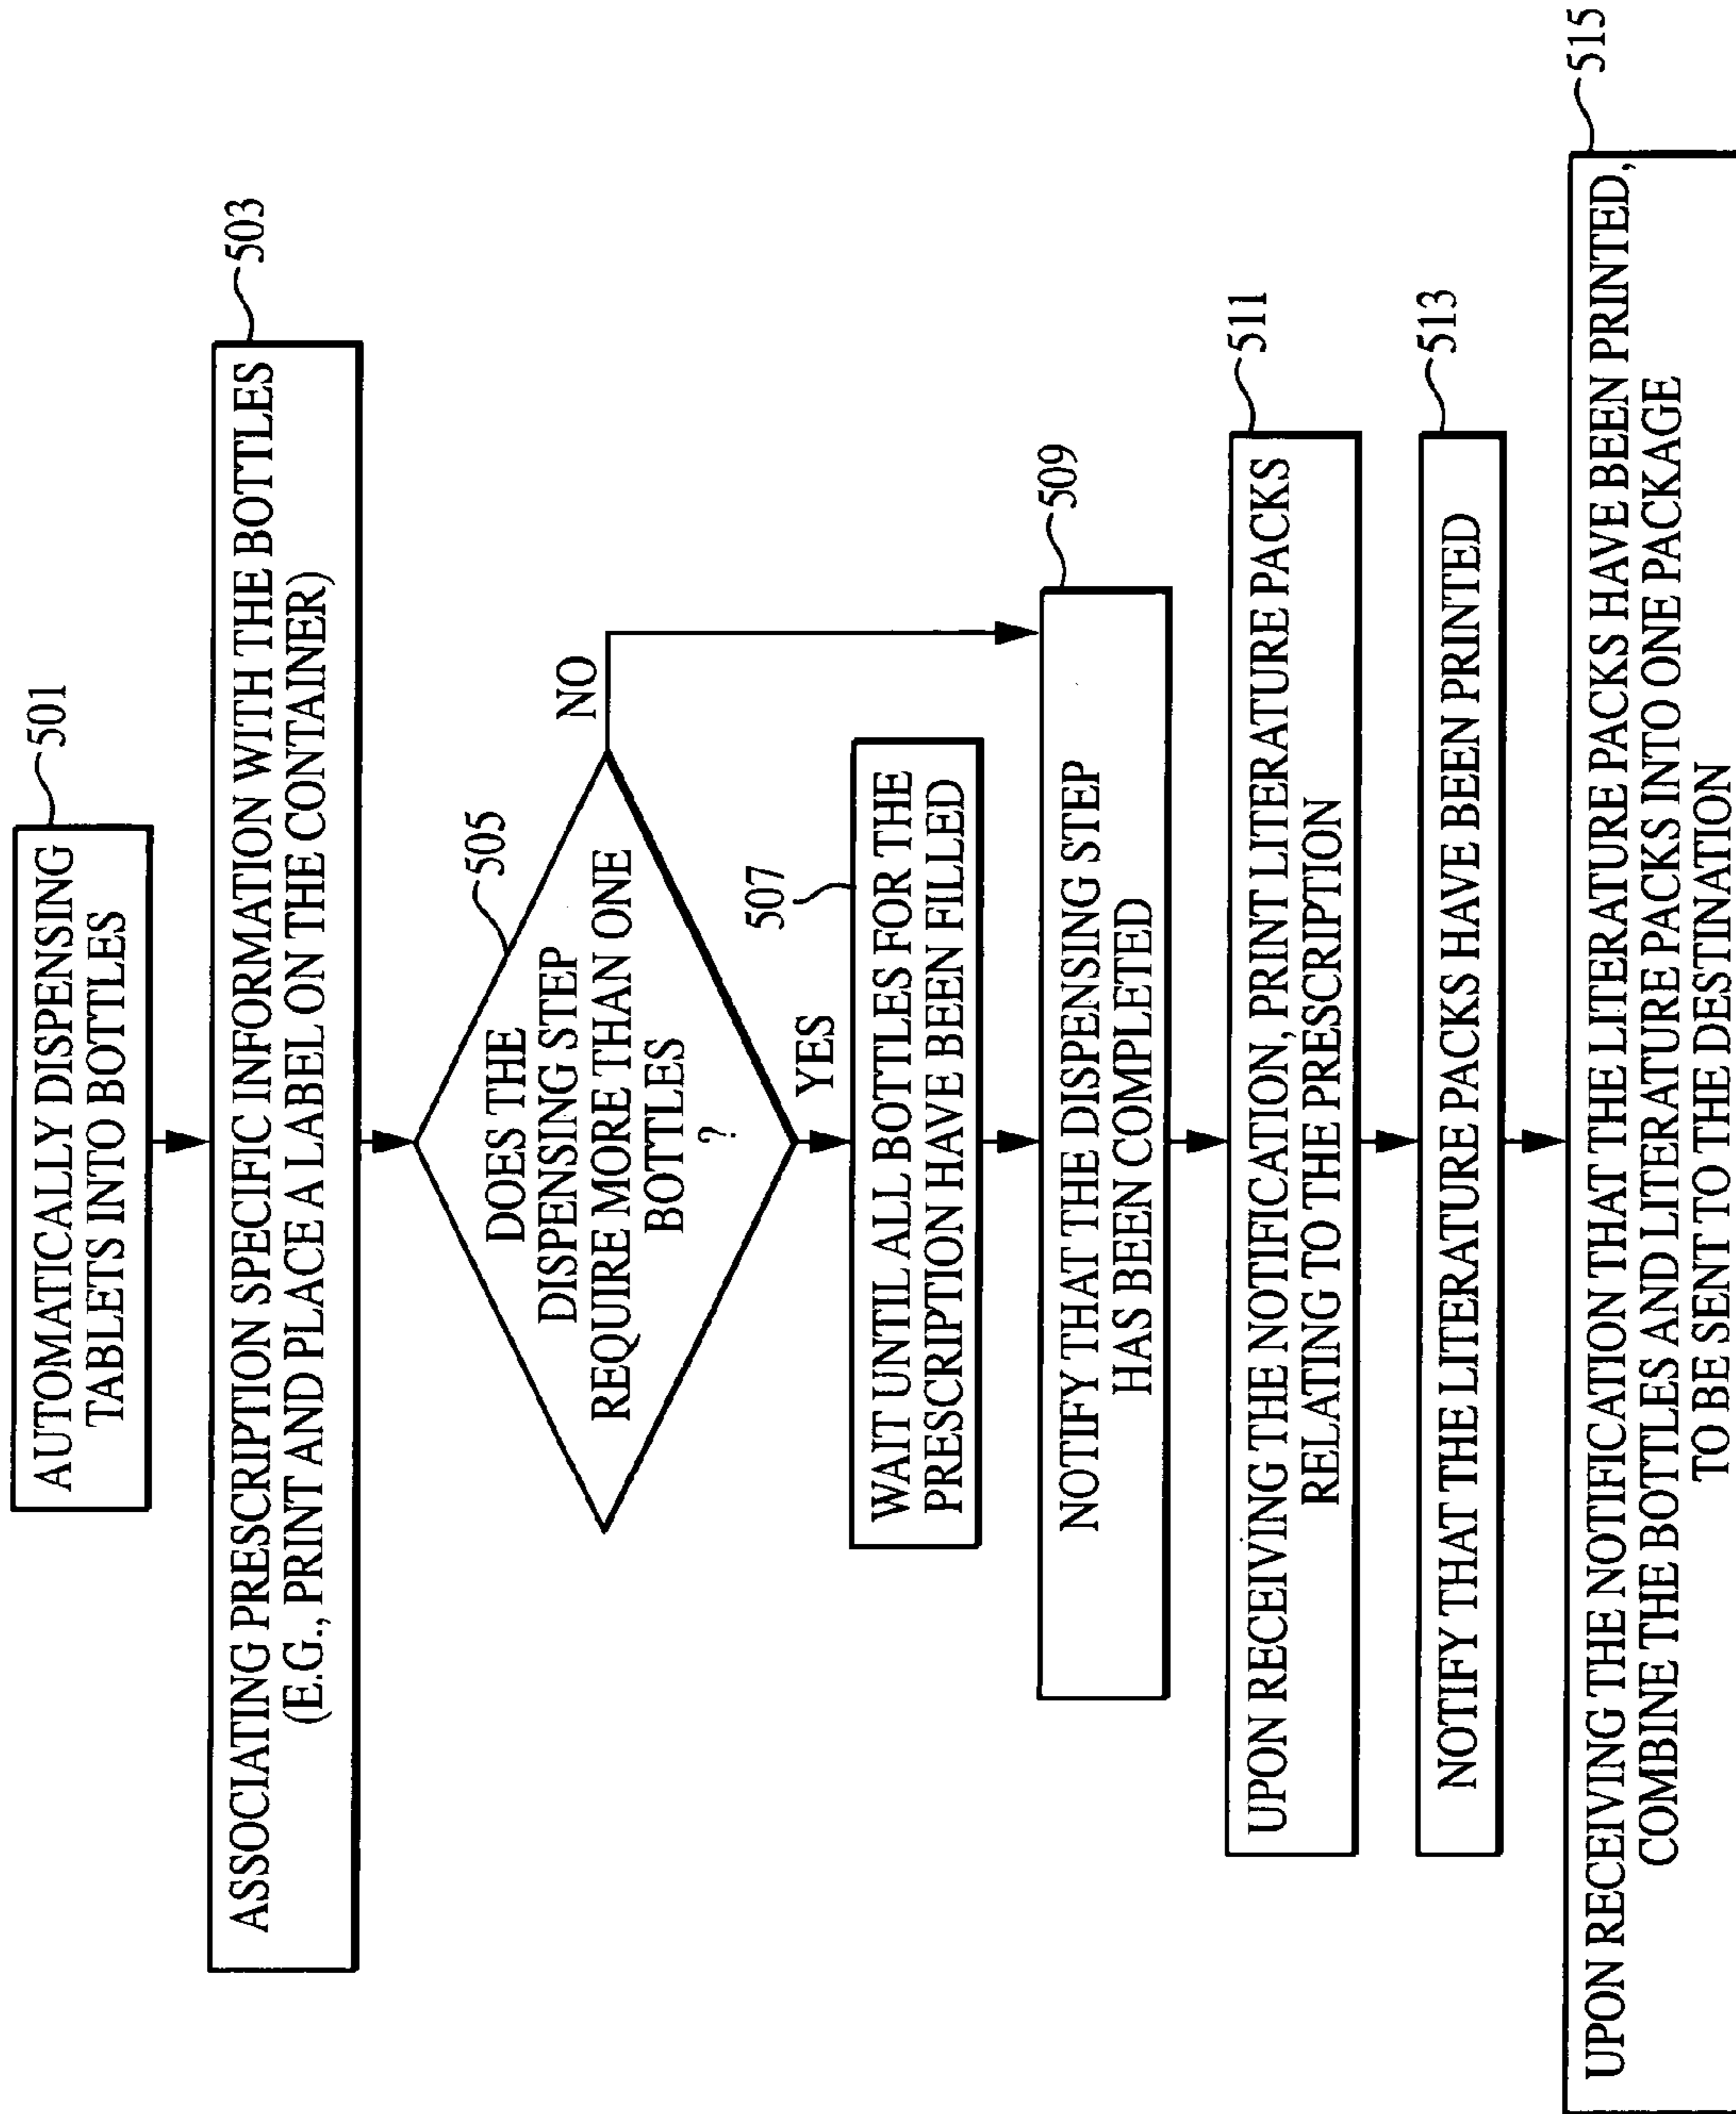 501
AUTOMATICALLY DISPENSING
TABLETS INTO BOTTLES
503
ASSOCIATING PRESCRIPTION SPECIFIC INFORMATION WITH THE BOTTLES
(E.G., PRINT AND PLACE A LABEL ON THE CONTAINER)
505
DOES THE
DISPENSING STEP
REQUIRE MORE THAN ONE
BOTTLES
?
NO
YES
507
WAIT UNTIL ALL BOTTLES FOR THE
PRESCRIPTION HAVE BEEN FILLED
509
NOTIFY THAT THE DISPENSING STEP
HAS BEEN COMPLETED
511
UPON RECEIVING THE NOTIFICATION, PRINT LITERATURE PACKS
RELATING TO THE PRESCRIPTION
513
NOTIFY THAT THE LITERATURE PACKS HAVE BEEN PRINTED
515
UPON RECEIVING THE NOTIFICATION THAT THE LITERATURE PACKS HAVE BEEN PRINTED,
COMBINE THE BOTTLES AND LITERATURE PACKS INTO ONE PACKAGE
TO BE SENT TO THE DESTINATION